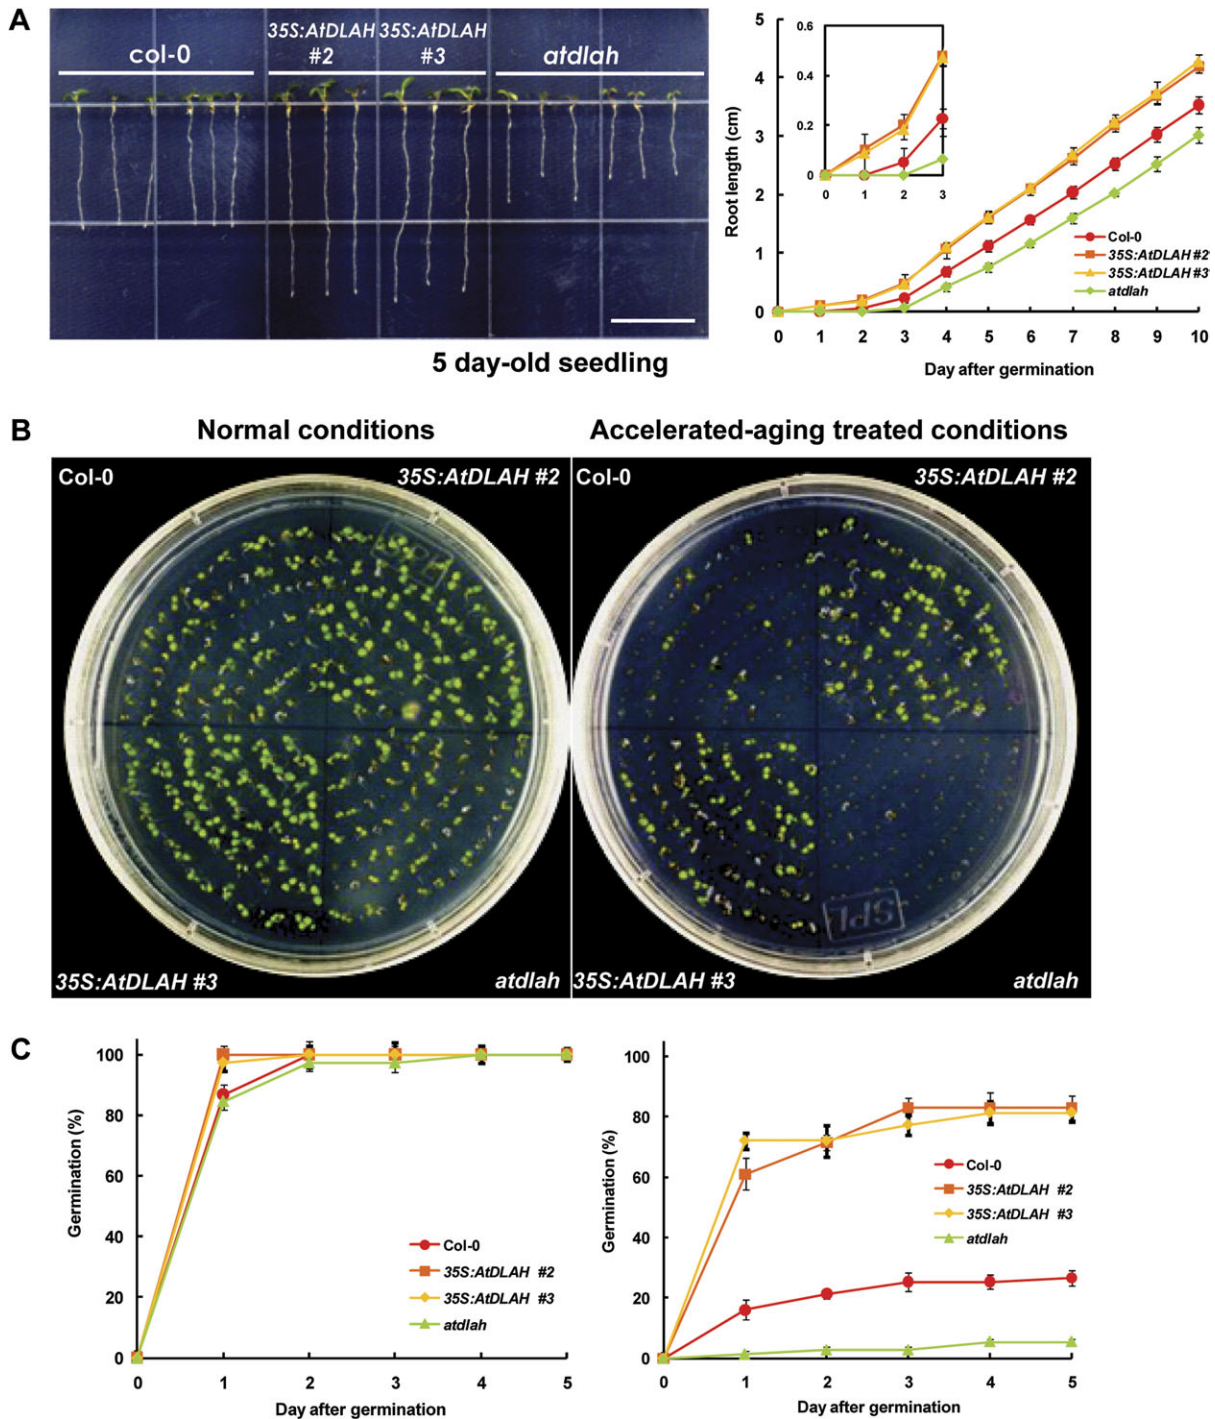 A
col-0
35S:AtDLAH 35S:AtDLAH
#2 #3
atdlah
5 day-old seedling
Root length (cm)
5
4
3
2
1
0
0.6
0.4
0.2
0
0 1 2 3
Col-0
35S:AtDLAH #2
35S:AtDLAH #3
atdlah
0 1 2 3 4 5 6 7 8 9 10
Day after germination
B
Normal conditions
Accelerated-aging treated conditions
Col-0
35S:AtDLAH #2
35S:AtDLAH #3
atdlah
Col-0
35S:AtDLAH #2
SPL
35S:AtDLAH #3
atdlah
C
Germination (%)
100
80
60
40
20
0
Col-0
35S:AtDLAH #2
35S:AtDLAH #3
atdlah
0 1 2 3 4 5
Day after germination
Germination (%)
100
80
60
40
20
0
Col-0
35S:AtDLAH #2
35S:AtDLAH #3
atdlah
0 1 2 3 4 5
Day after germination